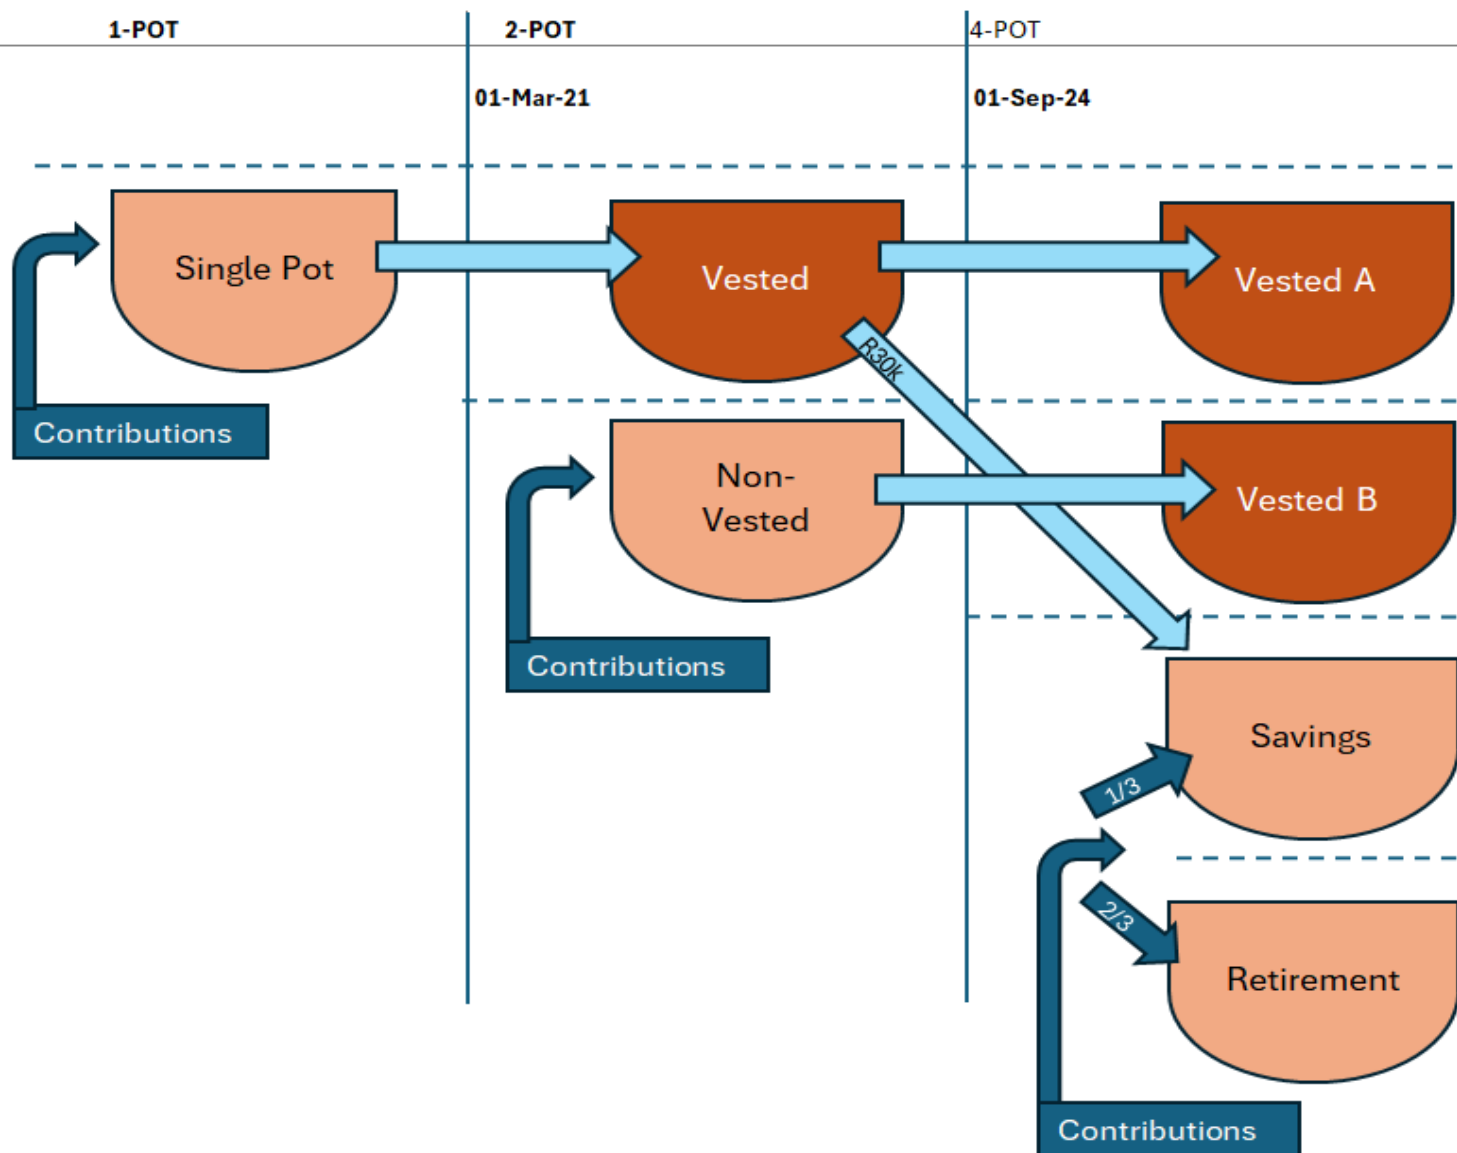 1-POT
2-POT
4-POT
01-Mar-21
01-Sep-24
Single Pot
Vested
Vested A
R30k
Contributions
Non-
Vested
Vested B
Contributions
Savings
1/3
2/3
Retirement
Contributions